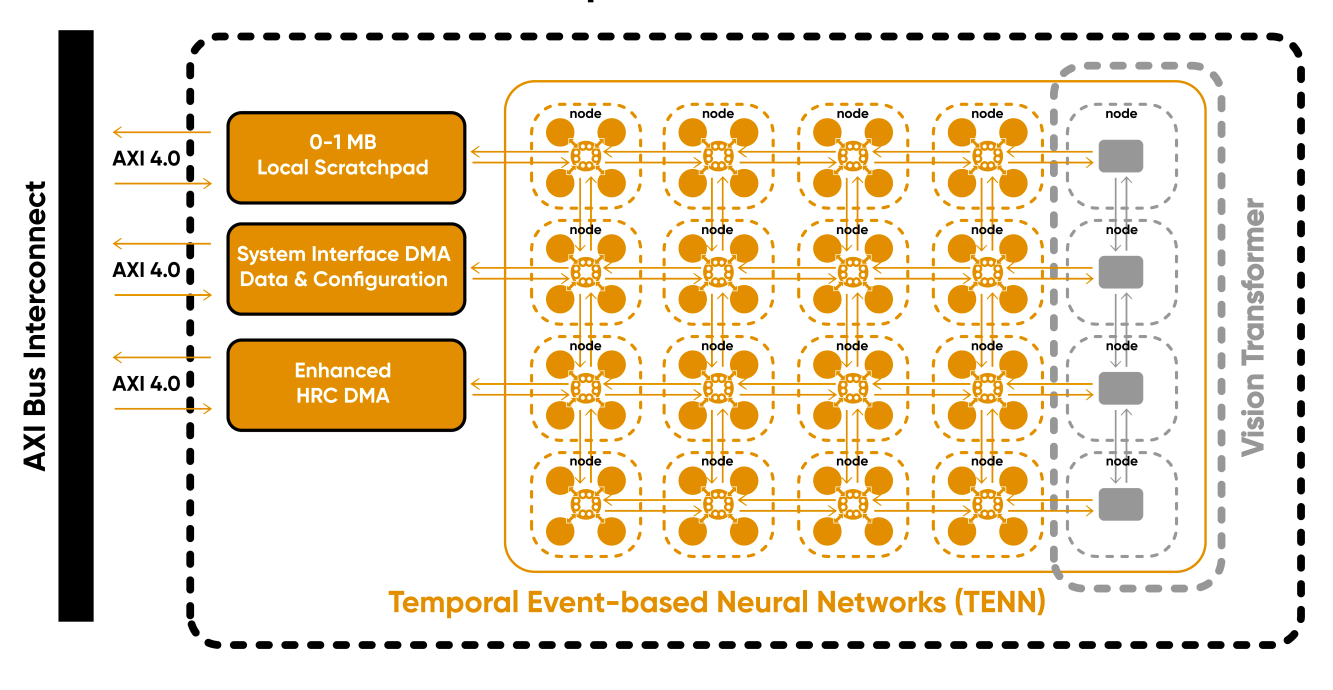 AXI Bus Interconnect
AXI 4.0
AXI 4.0
AXI 4.0
0-1 MB
Local Scratchpad
System Interface DMA
Data & Configuration
Enhanced
HRC DMA
node node node node node
node node node node node
node node node node node
node node node node node
Vision Transformer
Temporal Event-based Neural Networks (TENN)